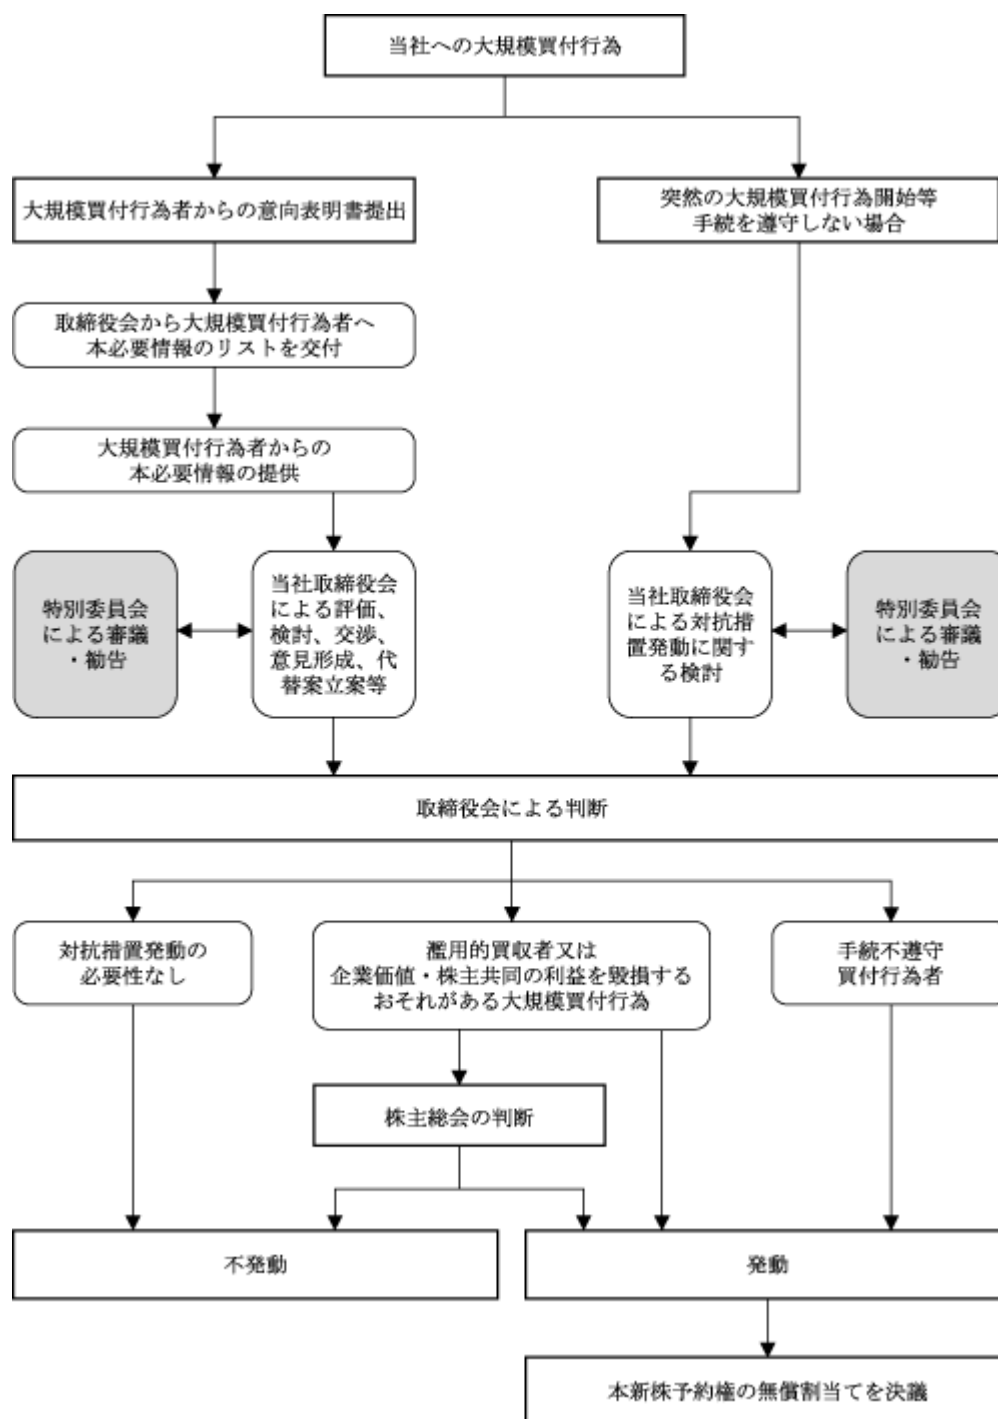 当社への大規模買付行為
大規模買付行為者からの意向表明書提出
突然の大規模買付行為開始等
手続を遵守しない場合
取締役会から大規模買付行為者へ
本必要情報のリストを交付
大規模買付行為者からの
本必要情報の提供
特別委員会
による審議
・勧告
当社取締役会
による評価、
検討、交渉、
意見形成、代
替案立案等
当社取締役会
による対抗措
置発動に関す
る検討
特別委員会
による審議
・勧告
取締役会による判断
対抗措置発動の
必要性なし
濫用的買収者又は
企業価値・株主共同の利益を毀損する
おそれがある大規模買付行為
手続不遵守
買付行為者
株主総会の判断
不発動
発動
本新株予約権の無償割当てを決議